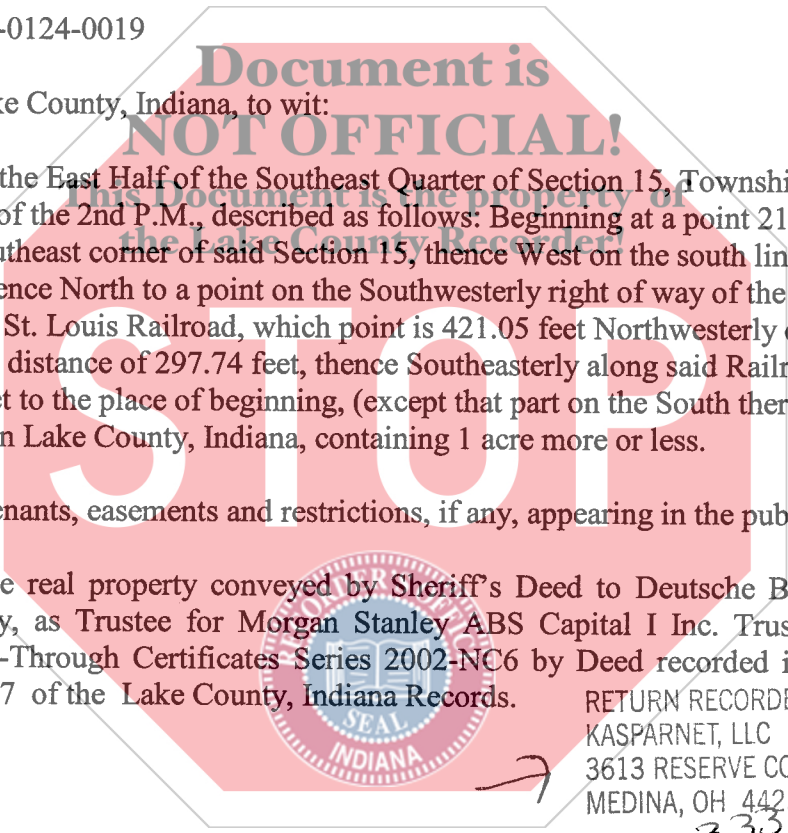 -0124-0019
Document is
ke County, Indiana, to wit:
NOT OFFICIAL!
the East Half of the Southeast Quarter of Section 15, Townshi
This Document is the property of
of the 2nd P.M., described as follows: Beginning at a point 21
the Lake County Recorder!
utheast corner of said Section 15, thence West on the south lin
ence North to a point on the Southwesterly right of way of the
St. Louis Railroad, which point is 421.05 feet Northwesterly
distance of 297.74 feet, thence Southeasterly along said Railr
et to the place of beginning, (except that part on the South ther
n Lake County, Indiana, containing 1 acre more or less.
STOP
enants, easements and restrictions, if any, appearing in the pub
e real property conveyed by Sheriff's Deed to Deutsche B
y, as Trustee for Morgan Stanley ABS Capital I Inc. Trus
-Through Certificates Series 2002-NC6 by Deed recorded i
7 of the Lake County, Indiana Records.
RECORDER'S OFFICE
SEAL
INDIANA
RETURN RECORDE
KASPARNET, LLC
3613 RESERVE CO
MEDINA, OH 442
333